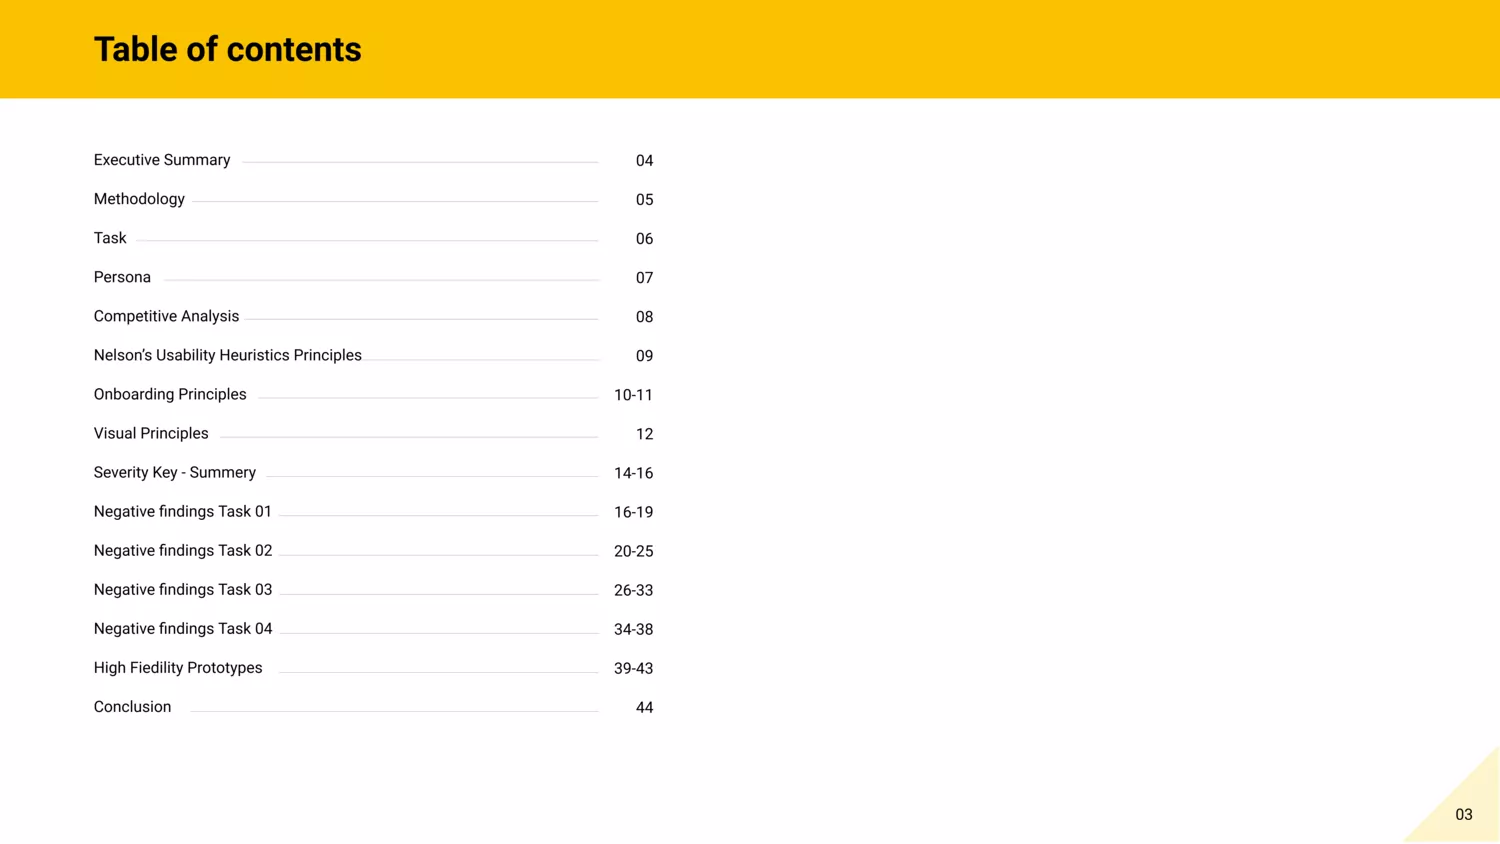 Table of contents
Executive Summary 04
Methodology 05
Task 06
Persona 07
Competitive Analysis 08
Nelson’s Usability Heuristics Principles 09
Onboarding Principles 10-11
Visual Principles 12
Severity Key - Summery 14-16
Negative findings Task 01 16-19
Negative findings Task 02 20-25
Negative findings Task 03 26-33
Negative findings Task 04 34-38
High Fiedility Prototypes 39-43
Conclusion 44
03